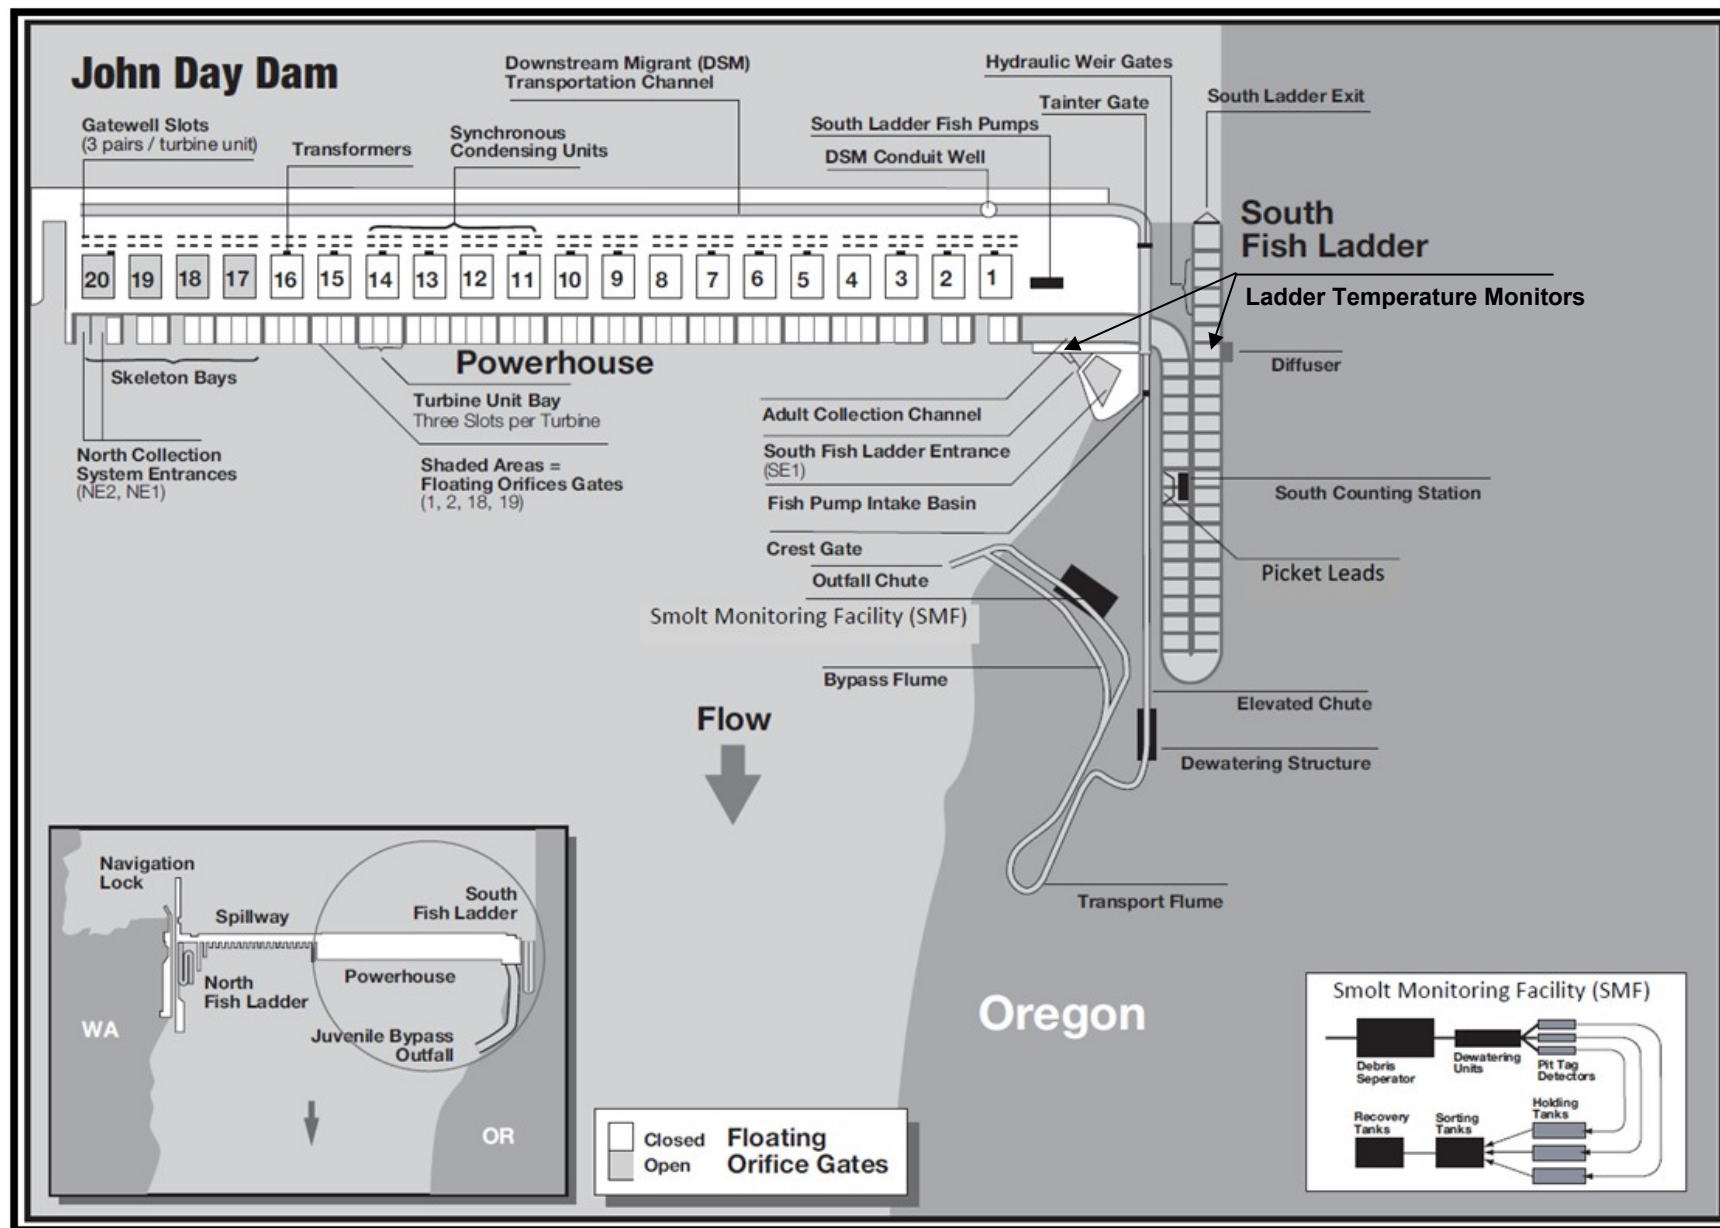 John Day Dam
Gatewell Slots
(3 pairs / turbine unit)
Transformers
Synchronous
Condensing Units
Downstream Migrant (DSM)
Transportation Channel
South Ladder Fish Pumps
DSM Conduit Well
Hydraulic Weir Gates
Tainter Gate
South Ladder Exit
South
Fish Ladder
Ladder Temperature Monitors
20 19 18 17 16 15 14 13 12 11 10 9 8 7 6 5 4 3 2 1
Skeleton Bays
Powerhouse
Turbine Unit Bay
Three Slots per Turbine
North Collection
System Entrances
(NE2, NE1)
Shaded Areas =
Floating Orifices Gates
(1, 2, 18, 19)
Adult Collection Channel
South Fish Ladder Entrance
(SE1)
Fish Pump Intake Basin
Crest Gate
Outfall Chute
Smolt Monitoring Facility (SMF)
Bypass Flume
Diffuser
South Counting Station
Picket Leads
Elevated Chute
Dewatering Structure
Transport Flume
Flow
Oregon
Navigation
Lock
Spillway
South
Fish Ladder
North
Fish Ladder
Powerhouse
Juvenile Bypass
Outfall
WA
OR
Closed
Open
Floating
Orifice Gates
Smolt Monitoring Facility (SMF)
Debris
Seperator
Dewatering
Units
Pit Tag
Detectors
Recovery
Tanks
Sorting
Tanks
Holding
Tanks